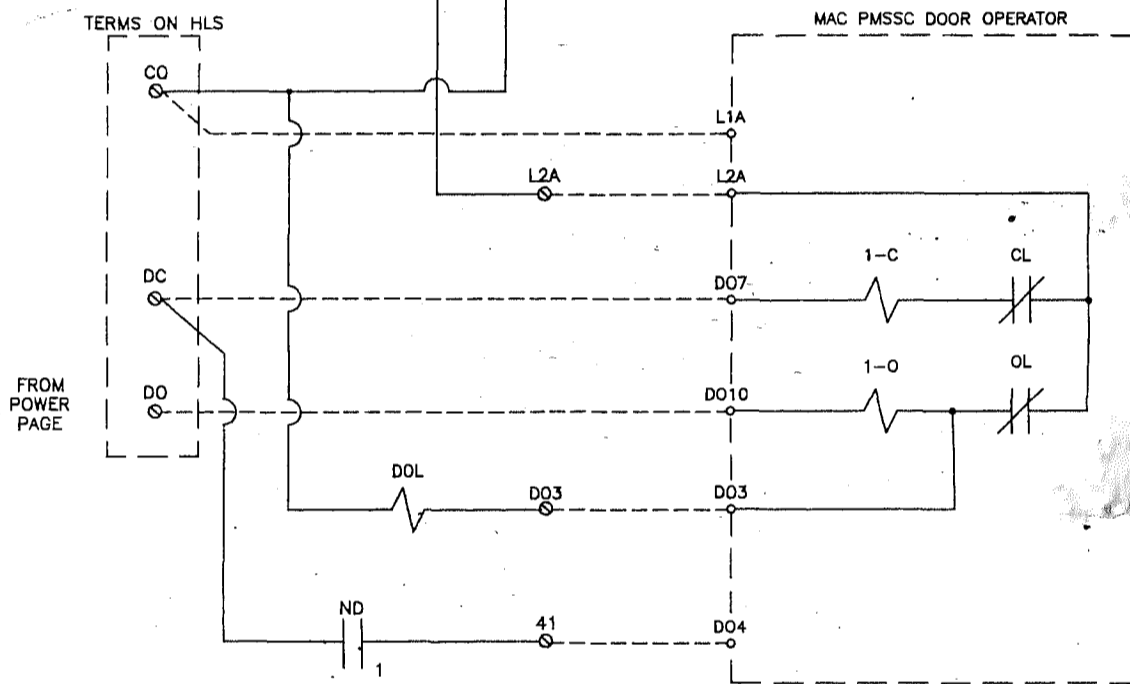 TERMS ON HLS
MAC PMSSC DOOR OPERATOR
CO
L1A
L2A
L2A
DC
DO7
1-C
CL
FROM
POWER
PAGE
DO
DO10
1-O
OL
DOL
DO3
DO3
ND
1
41
DO4